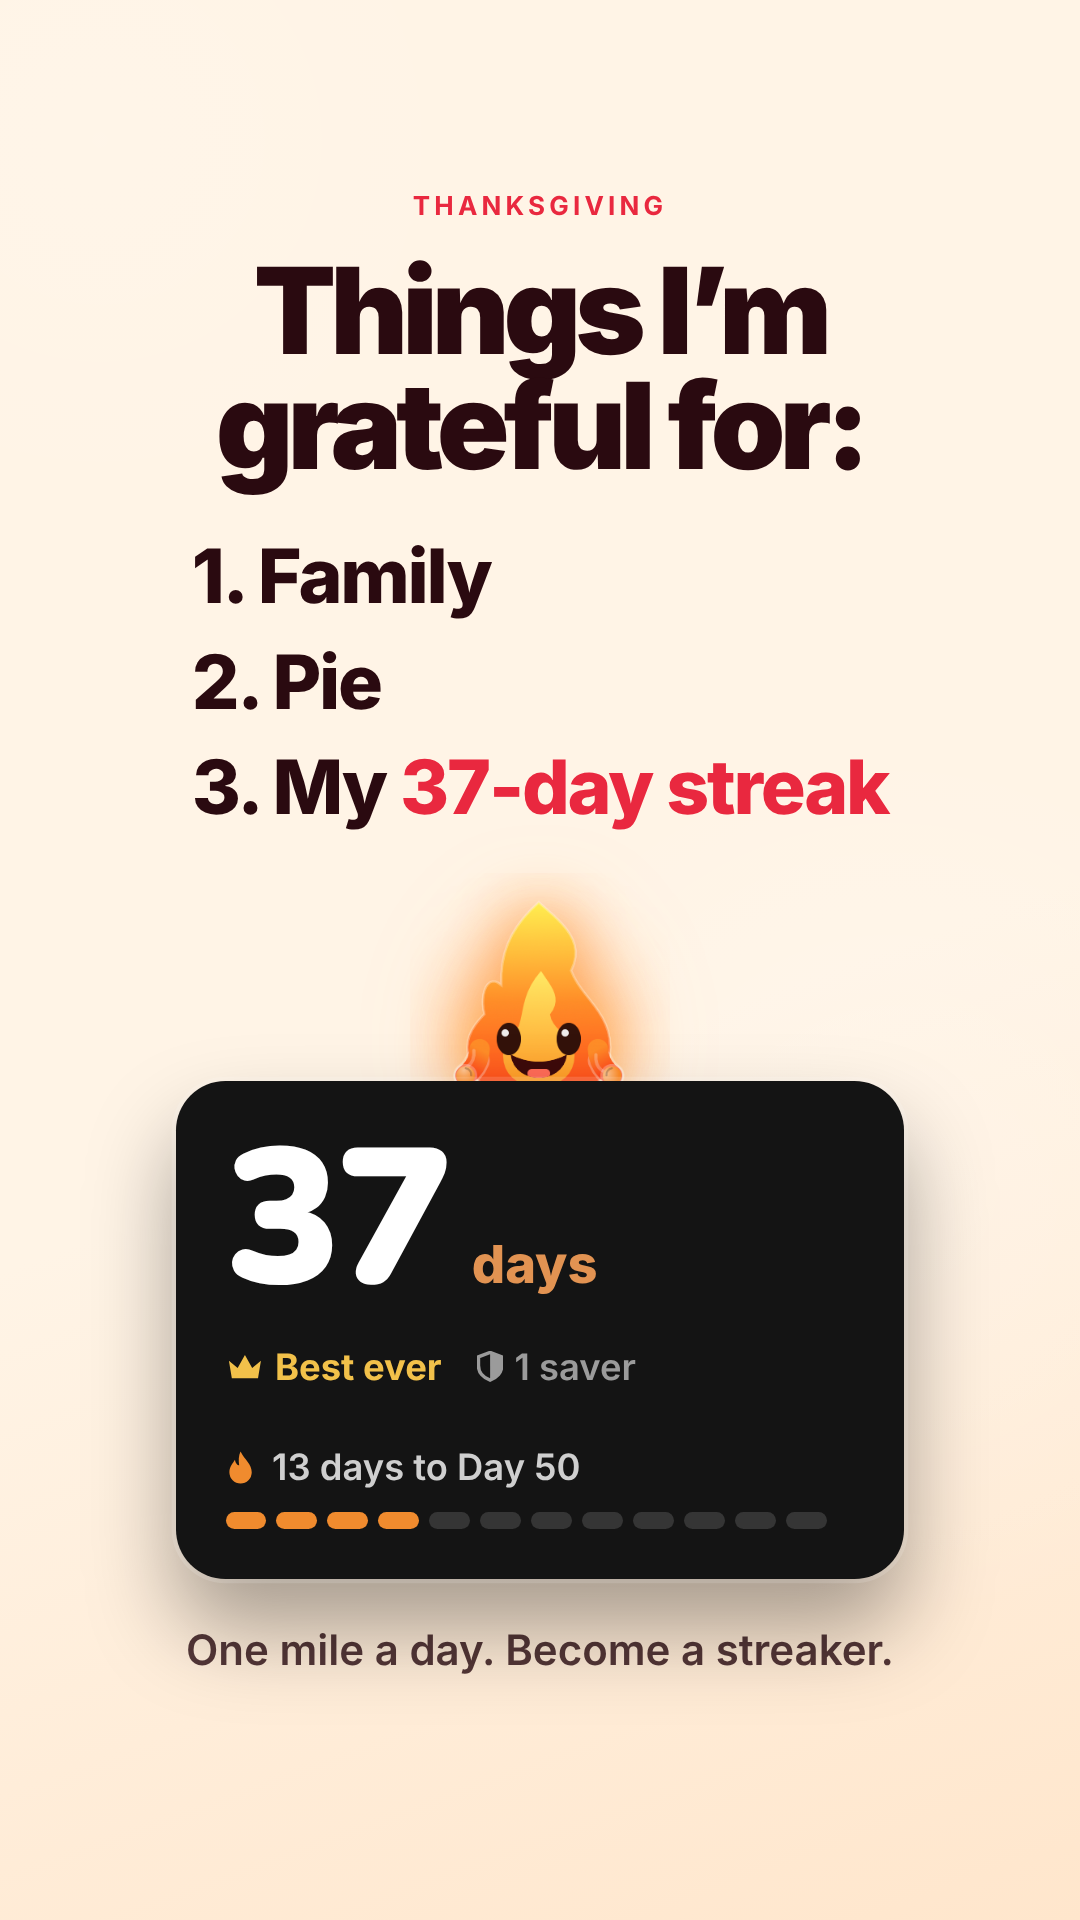 THANKSGIVING
Things I’m
grateful for:
1. Family
2. Pie
3. My 37-day streak
37 days
Best ever 1 saver
13 days to Day 50
One mile a day. Become a streaker.